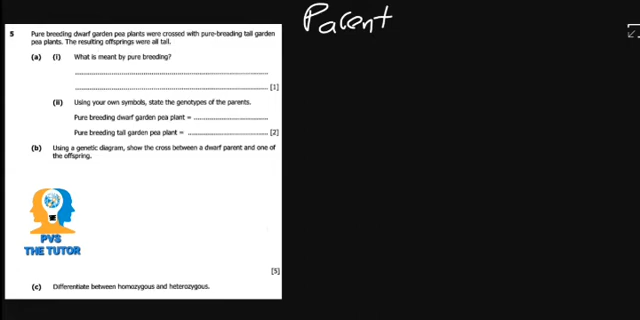 Parent
5 Pure breeding dwarf garden pea plants were crossed with pure-breading tall garden
pea plants. The resulting offsprings were all tall.
(a) (i) What is meant by pure breeding?
[1]
(ii) Using your own symbols, state the genotypes of the parents.
Pure breeding dwarf garden pea plant =
Pure breeding tall garden pea plant = [2]
(b) Using a genetic diagram, show the cross between a dwarf parent and one of
the offspring.
PVS
THE TUTOR
[5]
(c) Differentiate between homozygous and heterozygous.